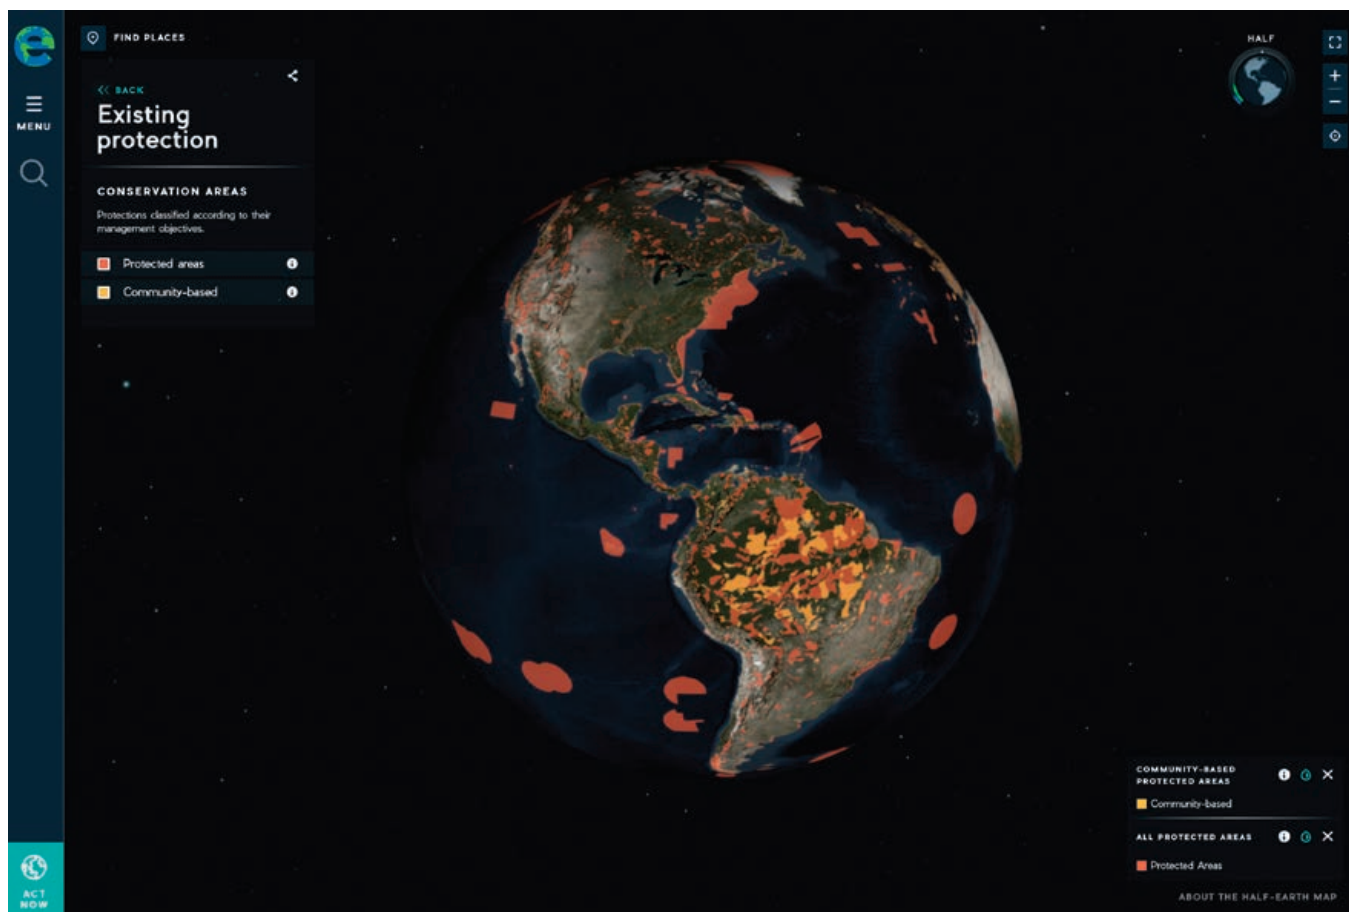 FIND PLACES
HALF
BACK
Existing
protection
MENU
CONSERVATION AREAS
Protections classified according to their
management objectives.
Protected areas
Community-based
COMMUNITY-BASED
PROTECTED AREAS
Community-based
ALL PROTECTED AREAS
Protected Areas
ACT
NOW
ABOUT THE HALF-EARTH MAP